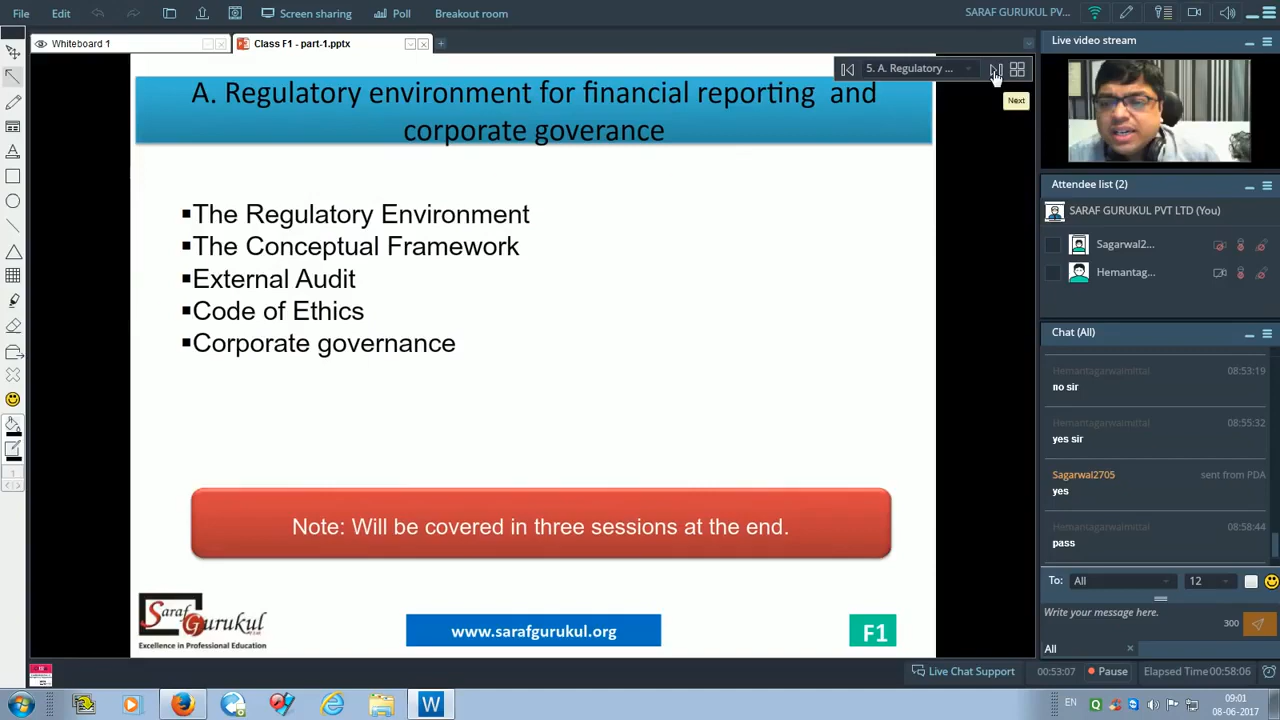 File
Edit
Screen sharing
Poll
Breakout room
SARAF GURUKUL PV...
Whiteboard 1
Class F1 - part-1.pptx
5. A. Regulatory ...
Next
A. Regulatory environment for financial reporting and
corporate goverance
▪The Regulatory Environment
▪The Conceptual Framework
▪External Audit
▪Code of Ethics
▪Corporate governance
Note: Will be covered in three sessions at the end.
Saraf
Gurukul
Excellence in Professional Education
www.sarafgurukul.org
F1
Live video stream
Attendee list (2)
SARAF GURUKUL PVT LTD (You)
Sagarwal2...
Hemantag...
Chat (All)
Hemantagarwalmittal 08:53:19
no sir
Hemantagarwalmittal 08:55:32
yes sir
Sagarwal2705 sent from PDA
yes
Hemantagarwalmittal 08:58:44
pass
To: All 12
Write your message here.
300
All
Live Chat Support
00:53:07
Pause
Elapsed Time 00:58:06
EN
09:01
08-06-2017